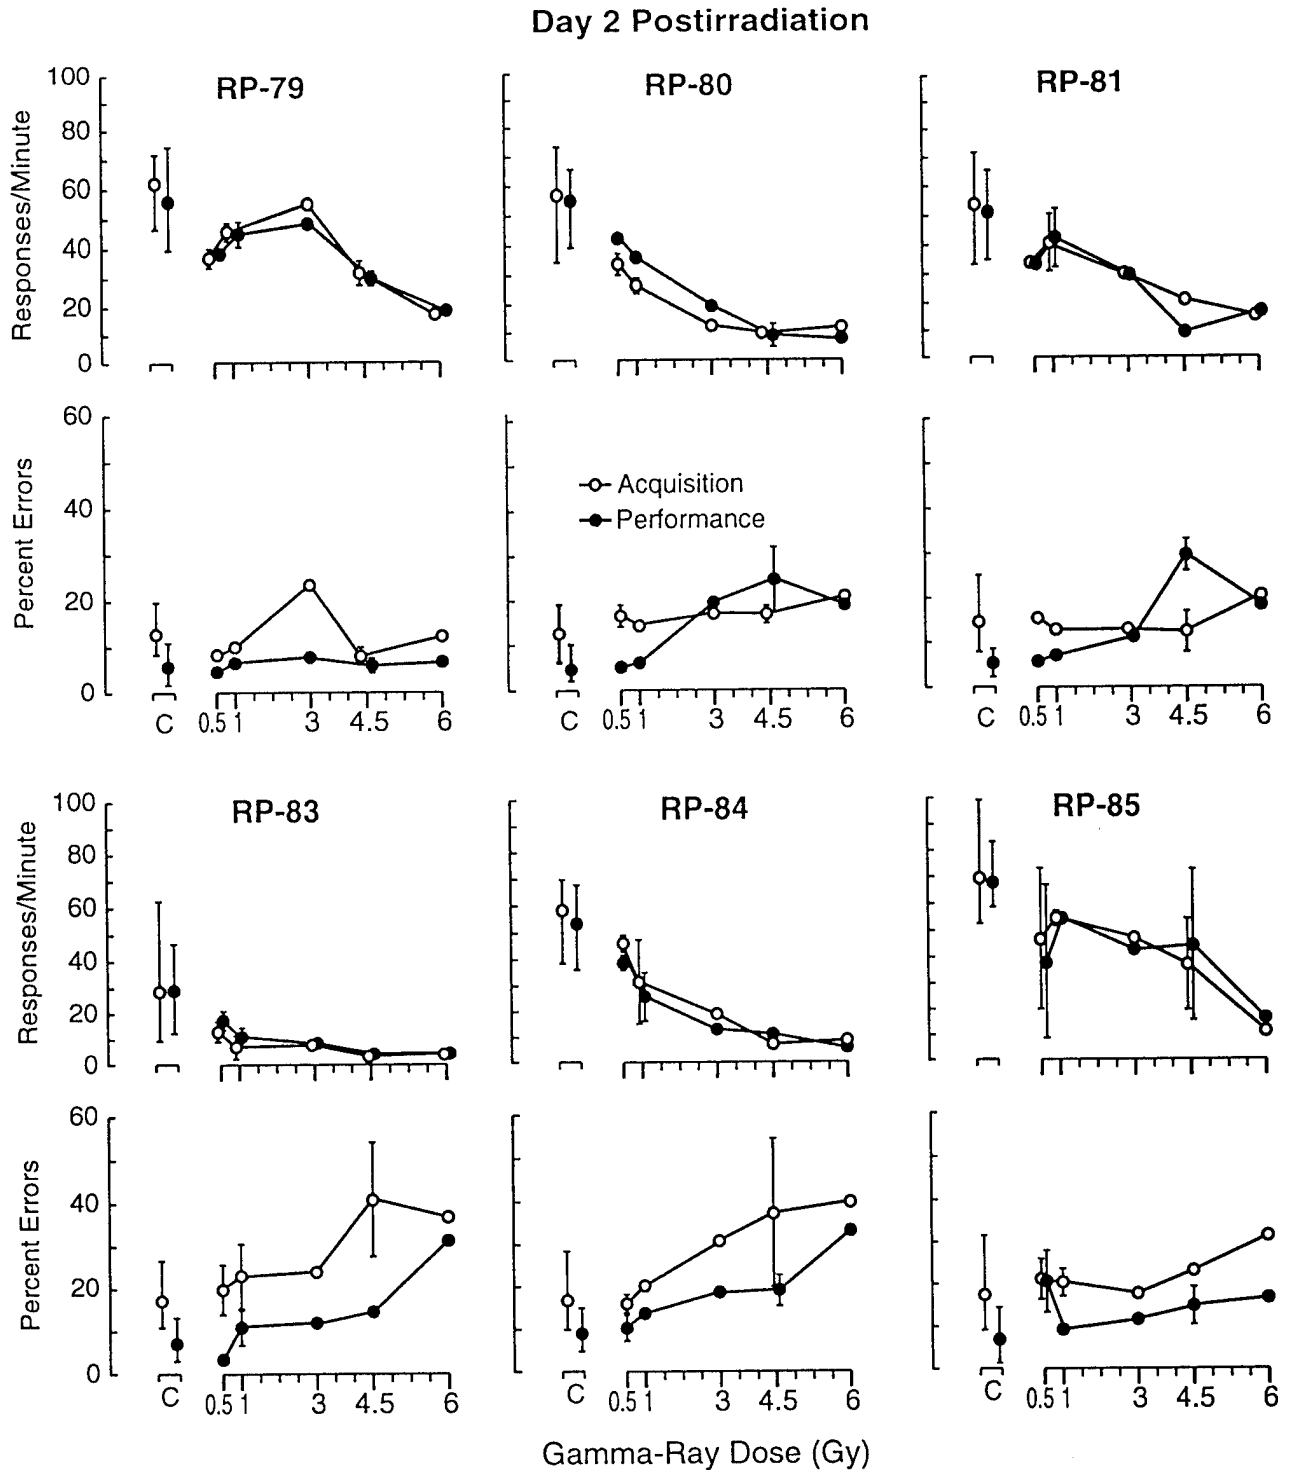 Day 2 Postirradiation
RP-79
RP-80
RP-81
Responses/Minute
100
80
60
40
20
0
Percent Errors
60
40
20
0
Acquisition
Performance
C 0.5 1 3 4.5 6
C 0.5 1 3 4.5 6
C 0.5 1 3 4.5 6
RP-83
RP-84
RP-85
Responses/Minute
100
80
60
40
20
0
Percent Errors
60
40
20
0
C 0.5 1 3 4.5 6
C 0.5 1 3 4.5 6
C 0.5 1 3 4.5 6
Gamma-Ray Dose (Gy)